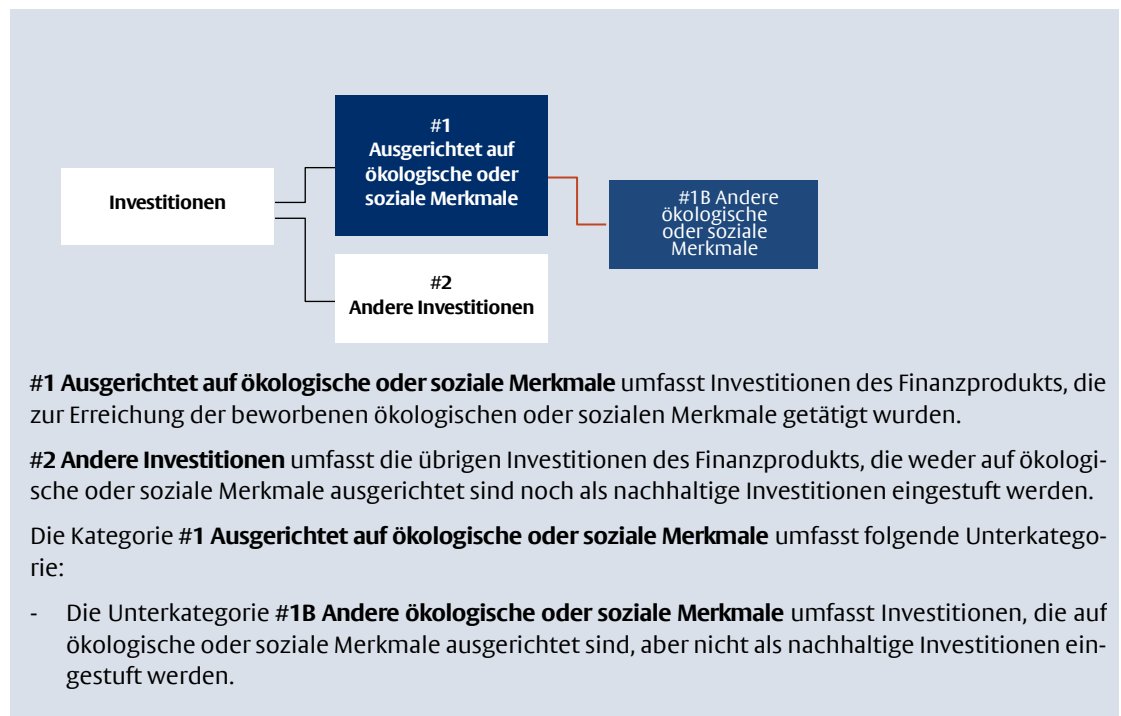 #1
Ausgerichtet auf
ökologische oder
soziale Merkmale
Investitionen
#1B Andere
ökologische
oder soziale
Merkmale
#2
Andere Investitionen
#1 Ausgerichtet auf ökologische oder soziale Merkmale umfasst Investitionen des Finanzprodukts, die
zur Erreichung der beworbenen ökologischen oder sozialen Merkmale getätigt wurden.
#2 Andere Investitionen umfasst die übrigen Investitionen des Finanzprodukts, die weder auf ökologi-
sche oder soziale Merkmale ausgerichtet sind noch als nachhaltige Investitionen eingestuft werden.
Die Kategorie #1 Ausgerichtet auf ökologische oder soziale Merkmale umfasst folgende Unterkatego-
rie:
- Die Unterkategorie #1B Andere ökologische oder soziale Merkmale umfasst Investitionen, die auf
ökologische oder soziale Merkmale ausgerichtet sind, aber nicht als nachhaltige Investitionen ein-
gestuft werden.